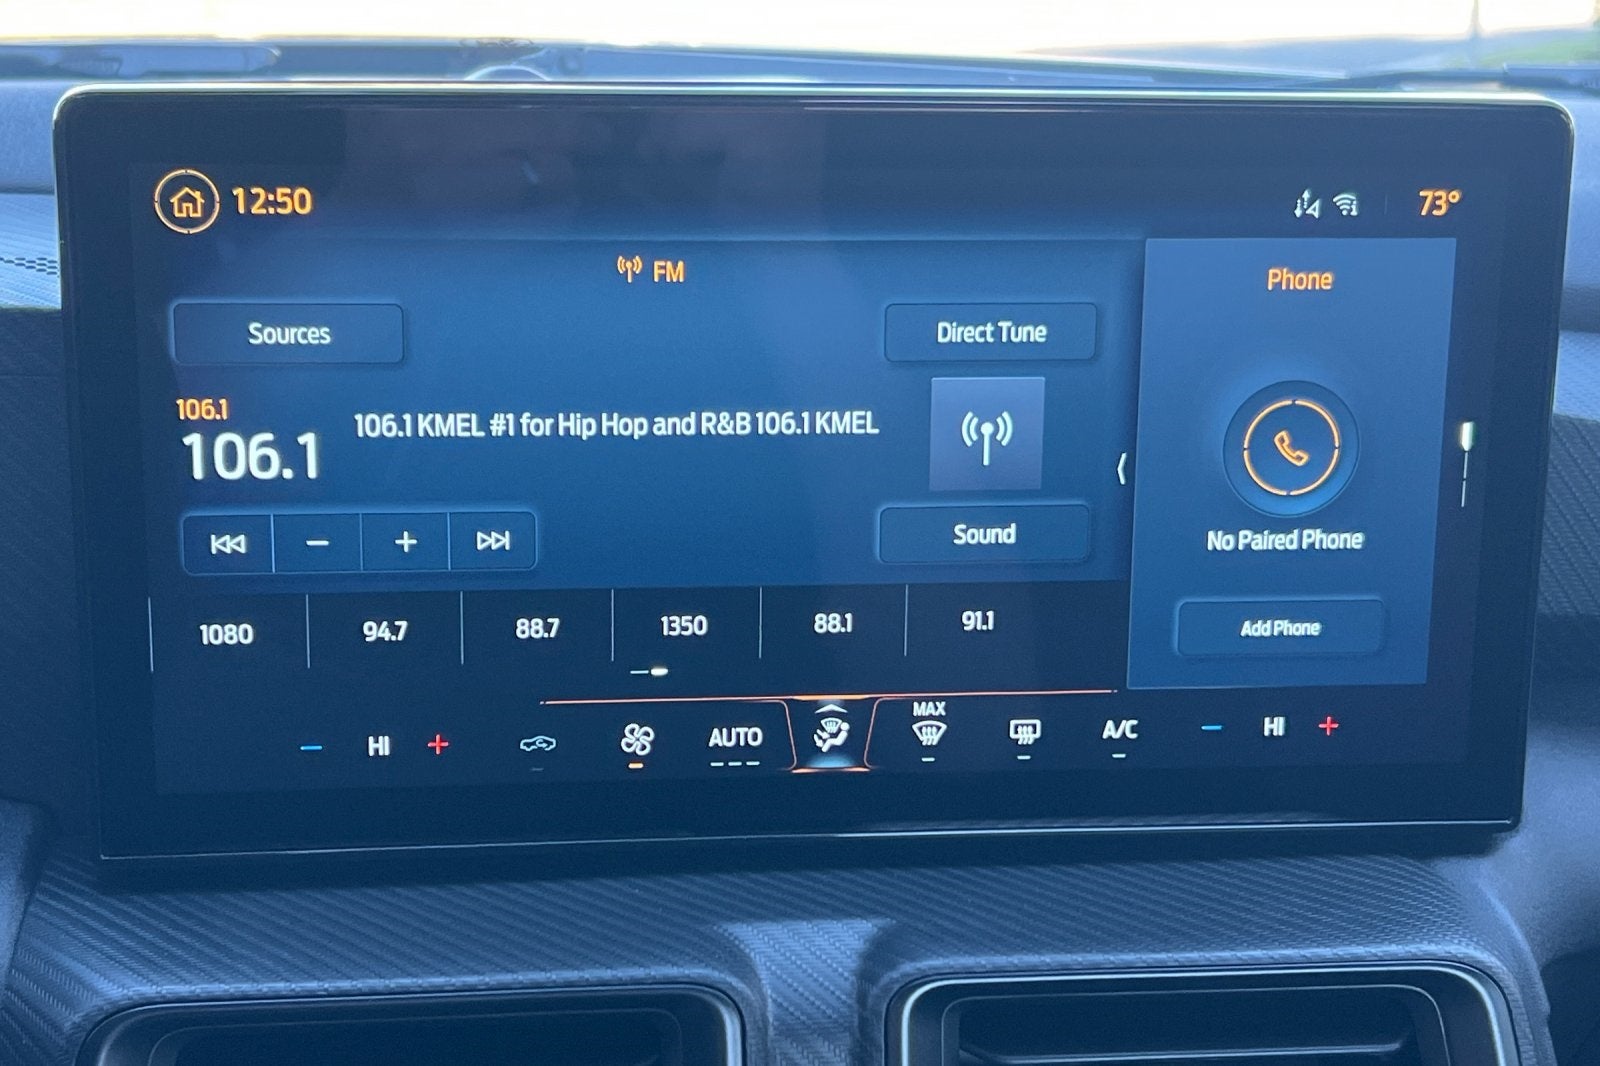 12:50
73°
FM
Phone
Sources
Direct Tune
106.1
106.1
106.1 KMEL #1 for Hip Hop and R&B 106.1 KMEL
Sound
No Paired Phone
Add Phone
1080
94.7
88.7
1350
88.1
91.1
HI
AUTO
MAX
A/C
HI